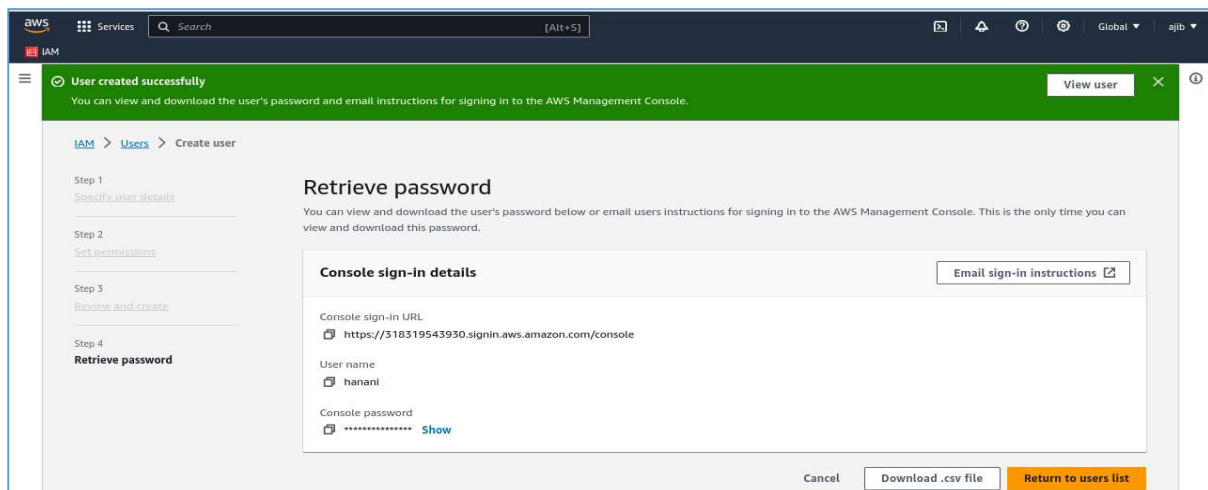 aws
Services
Search
[Alt+S]
Global
ajib
IAM
User created successfully
You can view and download the user's password and email instructions for signing in to the AWS Management Console.
View user
IAM > Users > Create user
Step 1
Specify user details
Step 2
Set permissions
Step 3
Review and create
Step 4
Retrieve password
Retrieve password
You can view and download the user's password below or email users instructions for signing in to the AWS Management Console. This is the only time you can
view and download this password.
Console sign-in details
Email sign-in instructions
Console sign-in URL
https://318319543930.signin.aws.amazon.com/console
User name
hanani
Console password
*************** Show
Cancel
Download .csv file
Return to users list